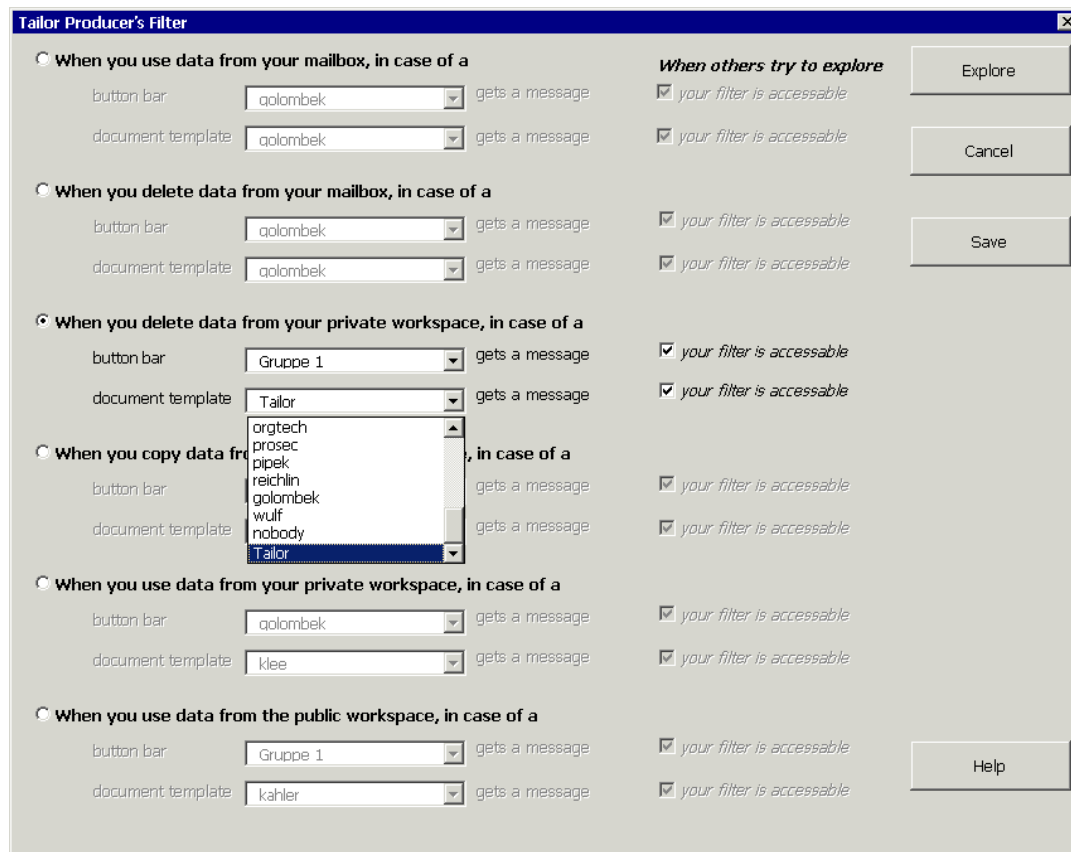 Tailor Producer's Filter
When you use data from your mailbox, in case of a
When others try to explore
Explore
button bar golombek gets a message your filter is accessable
document template golombek gets a message your filter is accessable
Cancel
When you delete data from your mailbox, in case of a
button bar golombek gets a message your filter is accessable
Save
document template golombek gets a message your filter is accessable
When you delete data from your private workspace, in case of a
button bar Gruppe 1 gets a message your filter is accessable
document template Tailor gets a message your filter is accessable
orgtech
prosec
When you copy data fr , in case of a
pipek
reichlin
button bar gets a message your filter is accessable
golombek
wulf
document template gets a message your filter is accessable
nobody
Tailor
When you use data from your private workspace, in case of a
button bar golombek gets a message your filter is accessable
document template klee gets a message your filter is accessable
When you use data from the public workspace, in case of a
button bar Gruppe 1 gets a message your filter is accessable
Help
document template kahler gets a message your filter is accessable